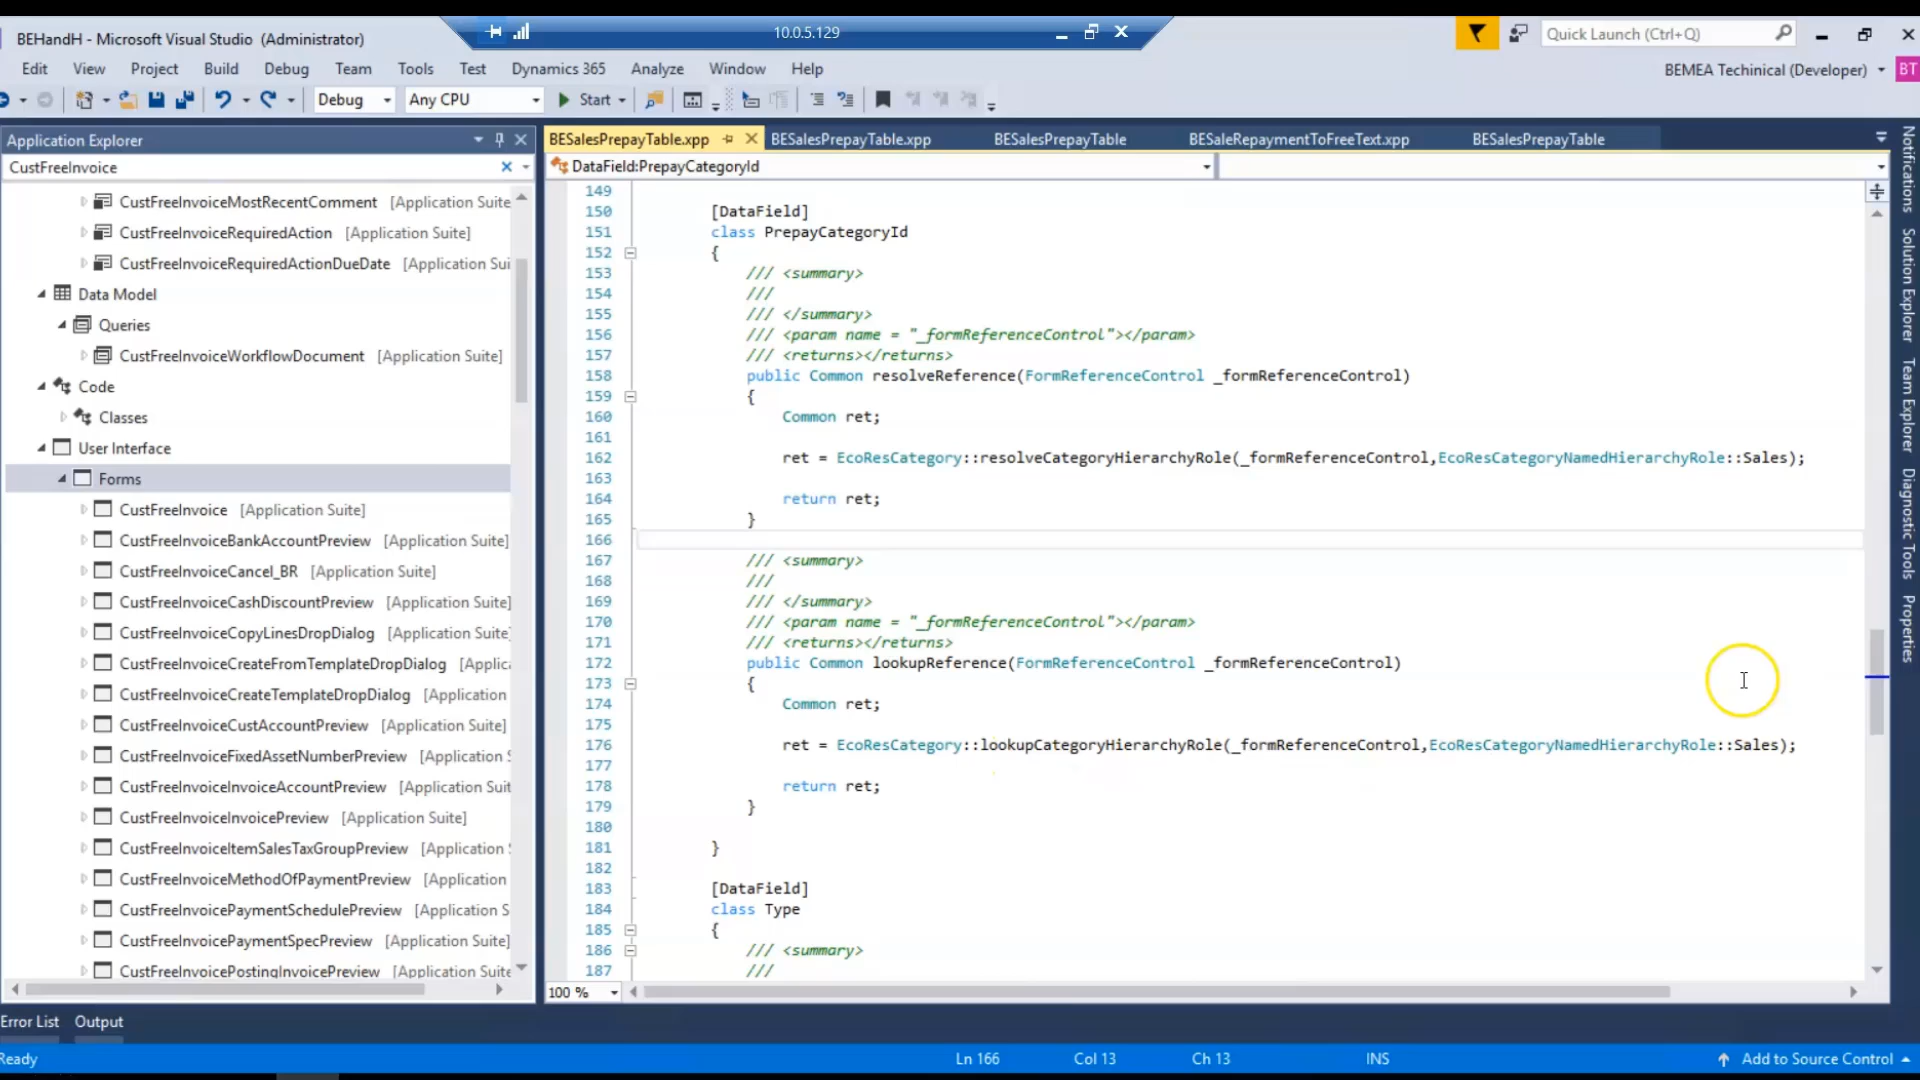 BEHandH - Microsoft Visual Studio (Administrator)
10.0.5.129
Quick Launch (Ctrl+Q)
Edit View Project Build Debug Team Tools Test Dynamics 365 Analyze Window Help
BEMEA Techinical (Developer)
BT
Debug
Any CPU
Start
Application Explorer
CustFreeInvoice
CustFreeInvoiceMostRecentComment [Application Suite
CustFreeInvoiceRequiredAction [Application Suite]
CustFreeInvoiceRequiredActionDueDate [Application Sui
Data Model
Queries
CustFreeInvoiceWorkflowDocument [Application Suite]
Code
Classes
User Interface
Forms
CustFreeInvoice [Application Suite]
CustFreeInvoiceBankAccountPreview [Application Suite]
CustFreeInvoiceCancel_BR [Application Suite]
CustFreeInvoiceCashDiscountPreview [Application Suite]
CustFreeInvoiceCopyLinesDropDialog [Application Suite]
CustFreeInvoiceCreateFromTemplateDropDialog [Applica
CustFreeInvoiceCreateTemplateDropDialog [Application
CustFreeInvoiceCustAccountPreview [Application Suite]
CustFreeInvoiceFixedAssetNumberPreview [Application S
CustFreeInvoiceInvoiceAccountPreview [Application Suit
CustFreeInvoiceInvoicePreview [Application Suite]
CustFreeInvoiceItemSalesTaxGroupPreview [Application
CustFreeInvoiceMethodOfPaymentPreview [Application
CustFreeInvoicePaymentSchedulePreview [Application S
CustFreeInvoicePaymentSpecPreview [Application Suite]
CustFreeInvoicePostingInvoicePreview [Application Suite
BESalesPrepayTable.xpp
BESalesPrepayTable.xpp
BESalesPrepayTable
BESaleRepaymentToFreeText.xpp
BESalesPrepayTable
DataField:PrepayCategoryId
149
150 [DataField]
151 class PrepayCategoryId
152 {
153 /// <summary>
154 ///
155 /// </summary>
156 /// <param name = "_formReferenceControl"></param>
157 /// <returns></returns>
158 public Common resolveReference(FormReferenceControl _formReferenceControl)
159 {
160 Common ret;
161
162 ret = EcoResCategory::resolveCategoryHierarchyRole(_formReferenceControl,EcoResCategoryNamedHierarchyRole::Sales);
163
164 return ret;
165 }
166
167 /// <summary>
168 ///
169 /// </summary>
170 /// <param name = "_formReferenceControl"></param>
171 /// <returns></returns>
172 public Common lookupReference(FormReferenceControl _formReferenceControl)
173 {
174 Common ret;
175
176 ret = EcoResCategory::lookupCategoryHierarchyRole(_formReferenceControl,EcoResCategoryNamedHierarchyRole::Sales);
177
178 return ret;
179 }
180
181 }
182
183 [DataField]
184 class Type
185 {
186 /// <summary>
187 ///
100 %
Notifications
Solution Explorer
Team Explorer
Diagnostic Tools
Properties
Error List Output
Ready
Ln 166
Col 13
Ch 13
INS
Add to Source Control